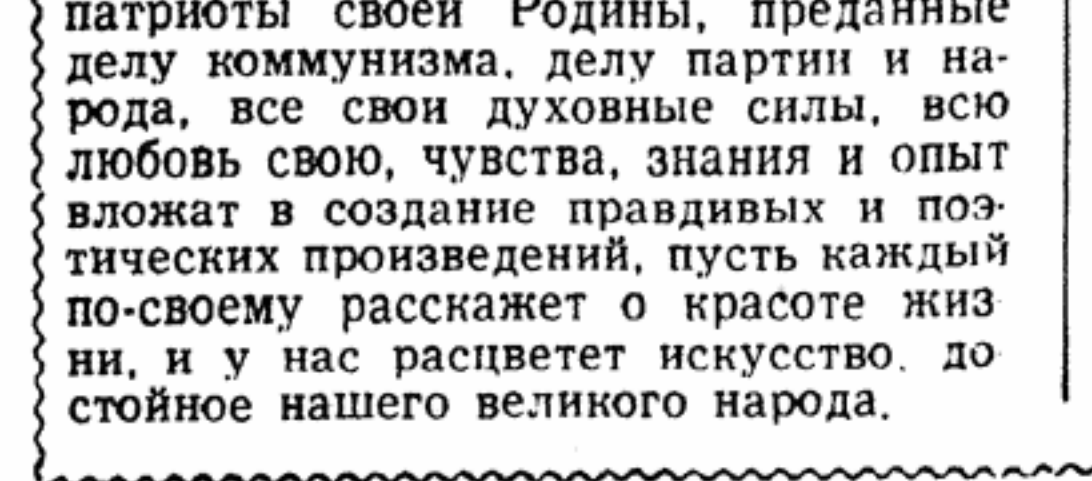 патриоты своей Родины, преданные
делу коммунизма, делу партии и на-
рода, все свои духовные силы, всю
любовь свою, чувства, знания и опыт
вложат в создание правдивых и поэ-
тических произведений, пусть каждый
по-своему расскажет о красоте жиз
ни, и у нас расцветет искусство, до
стойное нашего великого народа.